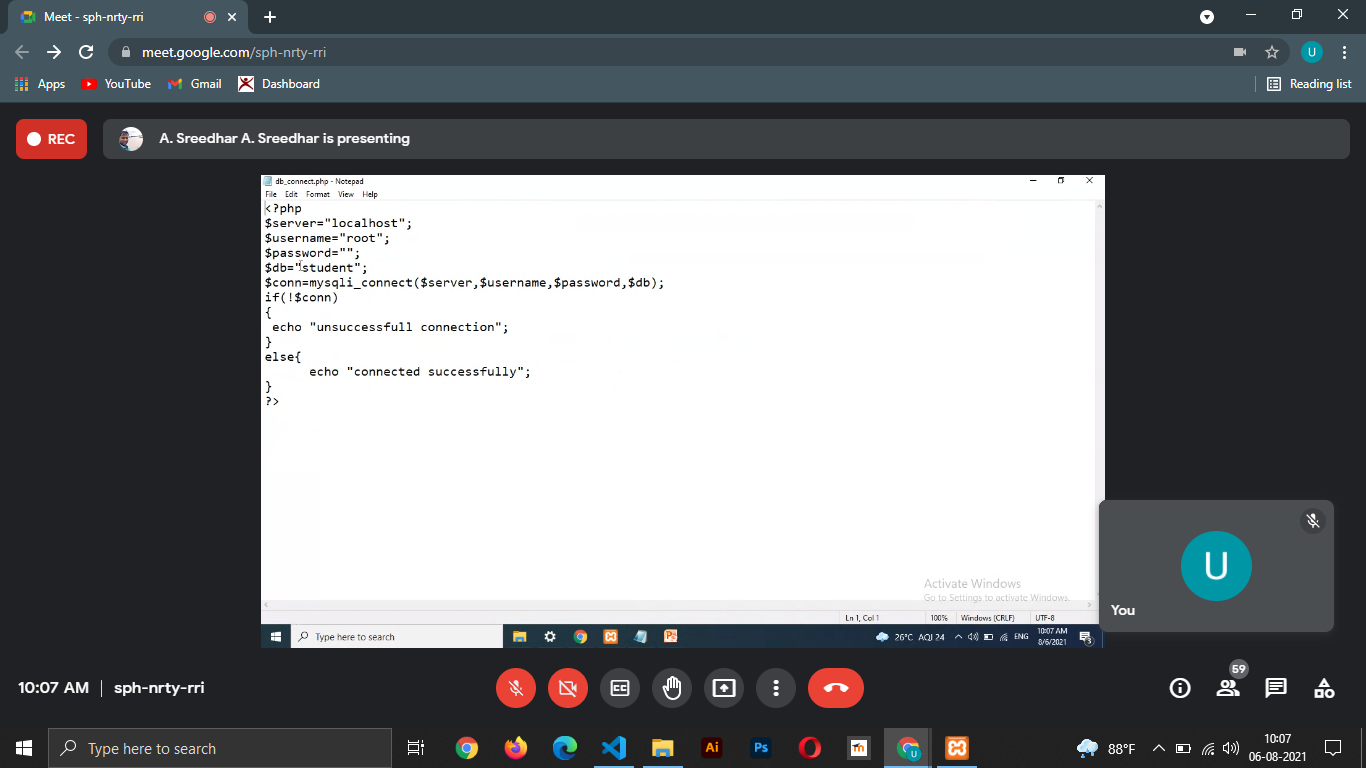 Meet - sph-nrty-rri
meet.google.com/sph-nrty-rri
U
Apps YouTube Gmail Dashboard Reading list
REC A. Sreedhar A. Sreedhar is presenting
db_connect.php - Notepad
File Edit Format View Help
<?php
$server="localhost";
$username="root";
$password="";
$db="student";
$conn=mysqli_connect($server,$username,$password,$db);
if(!$conn)
{
echo "unsuccessfull connection";
}
else{
echo "connected successfully";
}
?>
Activate Windows
Go to Settings to activate Windows.
Ln 1, Col 1 100% Windows (CRLF) UTF-8
Type here to search 26°C AQI 24 ENG 10:07 AM
8/6/2021
3
U
You
59
10:07 AM | sph-nrty-rri
CC
Type here to search Ai Ps 88°F 10:07
06-08-2021